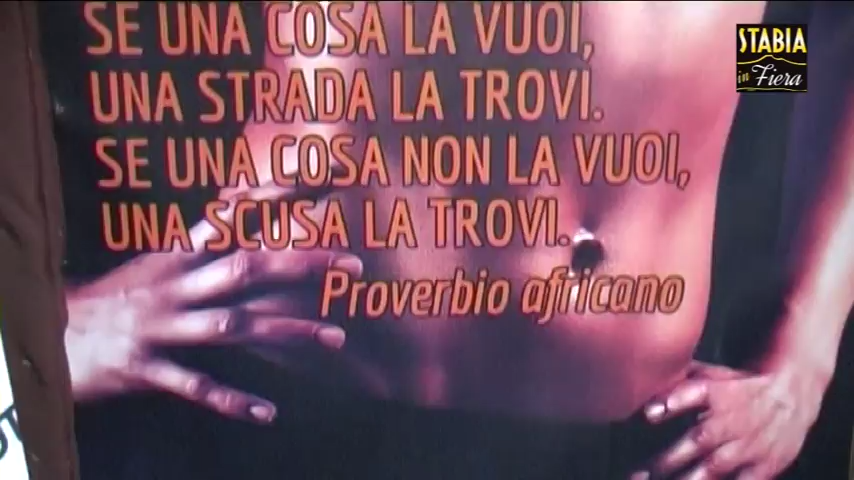 SE UNA COSA LA VUOI,
UNA STRADA LA TROVI.
SE UNA COSA NON LA VUOI,
UNA SCUSA LA TROVI.
Proverbio africano
STABIA
in Fiera